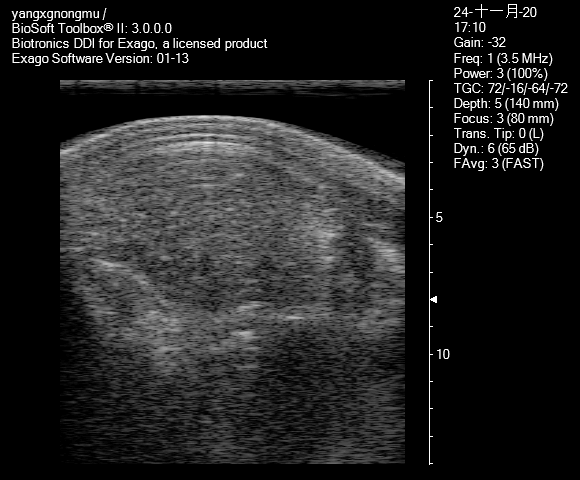 yangxgnongmu /
BioSoft Toolbox® II: 3.0.0.0
Biotronics DDI for Exago, a licensed product
Exago Software Version: 01-13
24-十一月-20
17:10
Gain: -32
Freq: 1 (3.5 MHz)
Power: 3 (100%)
TGC: 72/-16/-64/-72
Depth: 5 (140 mm)
Focus: 3 (80 mm)
Trans. Tip: 0 (L)
Dyn.: 6 (65 dB)
FAvg: 3 (FAST)
5
10